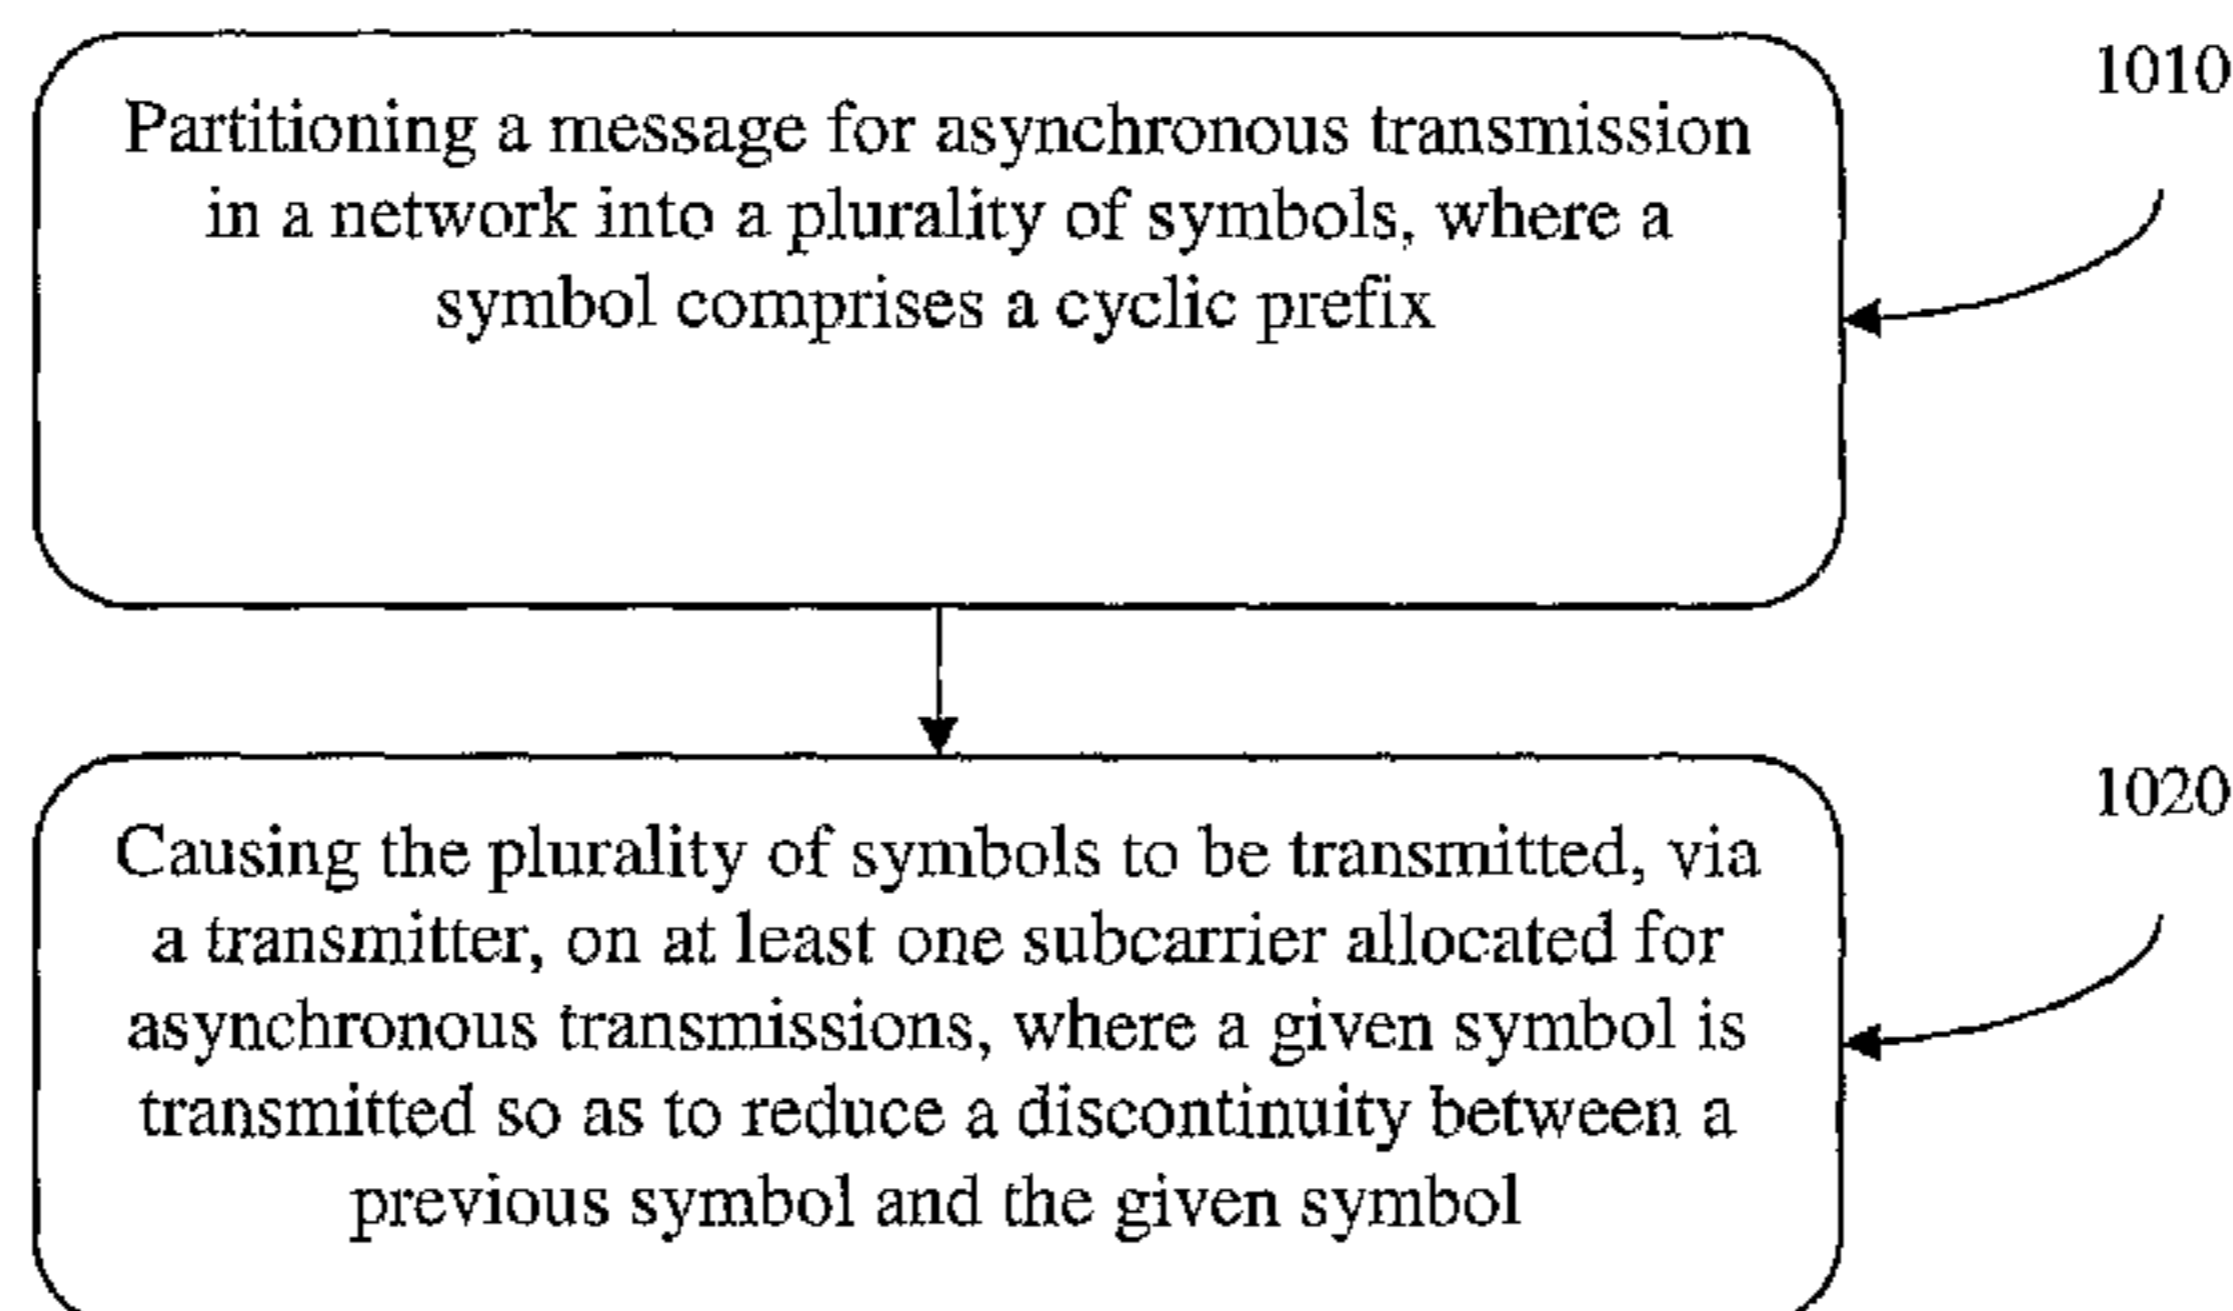 1010
Partitioning a message for asynchronous transmission
in a network into a plurality of symbols, where a
symbol comprises a cyclic prefix
1020
Causing the plurality of symbols to be transmitted, via
a transmitter, on at least one subcarrier allocated for
asynchronous transmissions, where a given symbol is
transmitted so as to reduce a discontinuity between a
previous symbol and the given symbol